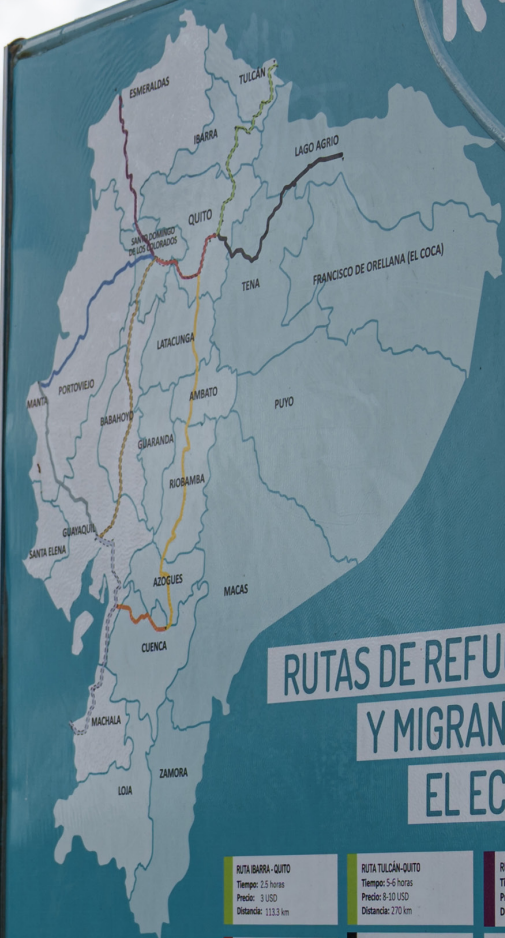 ESMERALDAS
TULCÁN
IBARRA
LAGO AGRIO
QUITO
SANTO DOMINGO
DE LOS COLORADOS
FRANCISCO DE ORELLANA (EL COCA)
TENA
LATACUNGA
PORTOVIEJO
MANTA
AMBATO
PUYO
BABAHOYO
GUARANDA
RIOBAMBA
GUAYAQUIL
SANTA ELENA
AZOGUES
MACAS
CUENCA
MACHALA
ZAMORA
LOJA
RUTAS DE REFU
Y MIGRAN
EL EC
RUTA IBARRA - QUITO
Tiempo: 2.5 horas
Precio: 3 USD
Distancia: 113.3 km
RUTA TULCÁN-QUITO
Tiempo: 5-6 horas
Precio: 8-10 USD
Distancia: 270 km